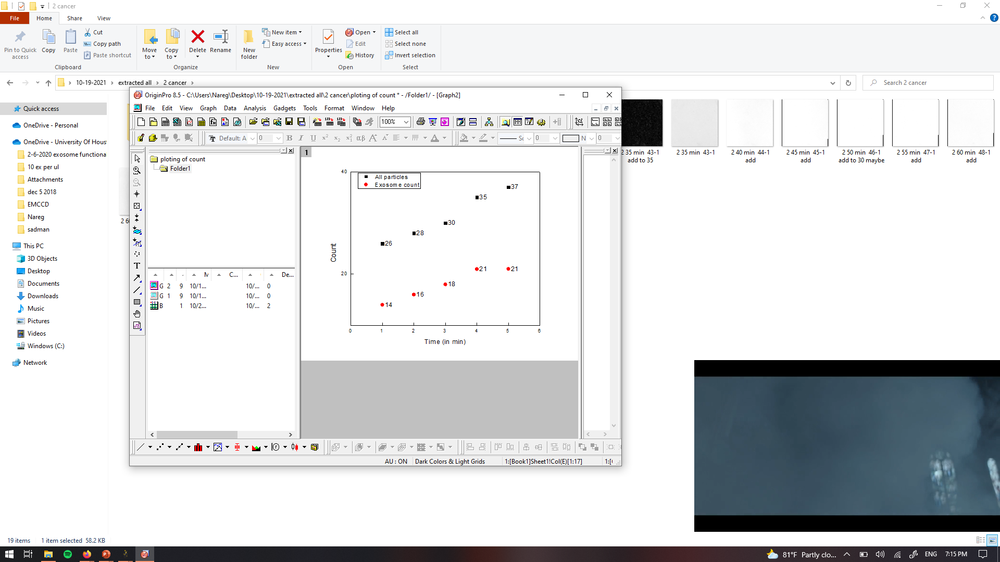 2 cancer
File Home Share View
Pin to Quick access
Copy
Paste
Cut
Copy path
Paste shortcut
Clipboard
Move to
Copy to
Delete
Rename
Organize
New folder
New item
Easy access
New
Properties
Open
Edit
History
Open
Select all
Select none
Invert selection
Select
10-19-2021 extracted all 2 cancer
Search 2 cancer
Quick access
OneDrive - Personal
OneDrive - University Of Hous
2-6-2020 exosome functiona
10 ex per ul
Attachments
dec 5 2018
EMCCD
Nareg
sadman
This PC
3D Objects
Desktop
Documents
Downloads
Music
Pictures
Videos
Windows (C:)
Network
OriginPro 8.5 - C:\Users\Nareg\Desktop\10-19-2021\extracted all\2 cancer\ploting of count * - /Folder1/ - [Graph2]
File Edit View Graph Data Analysis Gadgets Tools Format Window Help
100%
Default: A 0 B I U αβ A A A 0 N 0
ploting of count
Folder1
M C... De...
G 2 9 10/1... 10/... 0
G 1 9 10/1... 10/... 0
B 1 10/2... 10/... 2
1
40
All particles
Exosome count
37
35
30
28
26
Count
20
21
21
18
16
14
0 1 2 3 4 5 6
Time (in min)
AU : ON Dark Colors & Light Grids 1:[Book1]Sheet1!Col(E)[1:17] 1:[
2 35 min 43-1 add to 35
2 35 min 43-1
2 40 min 44-1 add
2 45 min 45-1 add
2 50 min 46-1 add to 30 maybe
2 55 min 47-1 add
2 60 min 48-1 add
2 60
19 items 1 item selected 58.2 KB
81°F Partly clo... ENG 7:15 PM